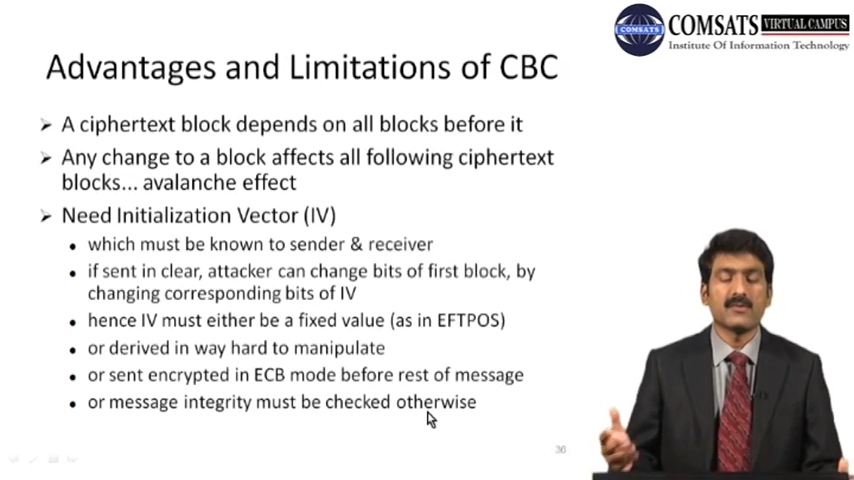 COMSATS VIRTUAL CAMPUS
COMSATS
Institute Of Information Technology
Advantages and Limitations of CBC
➢ A ciphertext block depends on all blocks before it
➢ Any change to a block affects all following ciphertext
blocks... avalanche effect
➢ Need Initialization Vector (IV)
• which must be known to sender & receiver
• if sent in clear, attacker can change bits of first block, by
changing corresponding bits of IV
• hence IV must either be a fixed value (as in EFTPOS)
• or derived in way hard to manipulate
• or sent encrypted in ECB mode before rest of message
• or message integrity must be checked otherwise
36